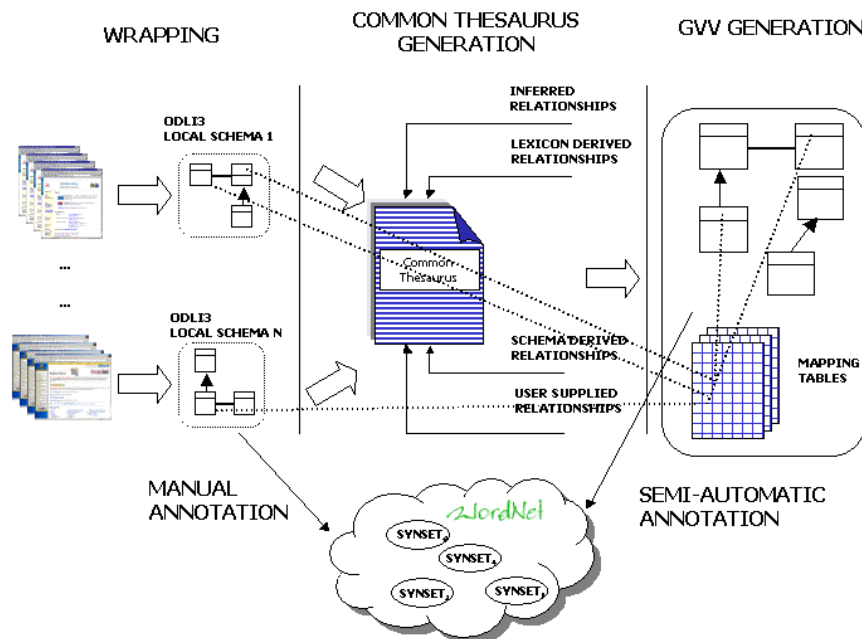 WRAPPING
COMMON THESAURUS
GENERATION
GVV GENERATION
INFERRED
RELATIONSHIPS
ODLI3
LOCAL SCHEMA 1
LEXICON DERIVED
RELATIONSHIPS
Common
Thesaurus
...
...
ODLI3
LOCAL SCHEMA N
SCHEMA DERIVED
RELATIONSHIPS
MAPPING
TABLES
USER SUPPLIED
RELATIONSHIPS
MANUAL
ANNOTATION
SEMI-AUTOMATIC
ANNOTATION
WordNet
SYNSET
SYNSET
SYNSET
SYNSET